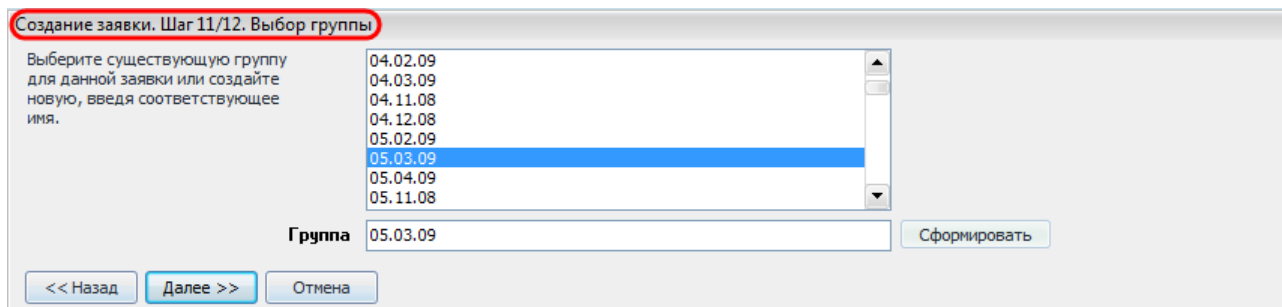 Создание заявки. Шаг 11/12. Выбор группы
Выберите существующую группу
для данной заявки или создайте
новую, введя соответствующее
имя.
04.02.09
04.03.09
04.11.08
04.12.08
05.02.09
05.03.09
05.04.09
05.11.08
Группа 05.03.09 Сформировать
<< Назад Далее >> Отмена